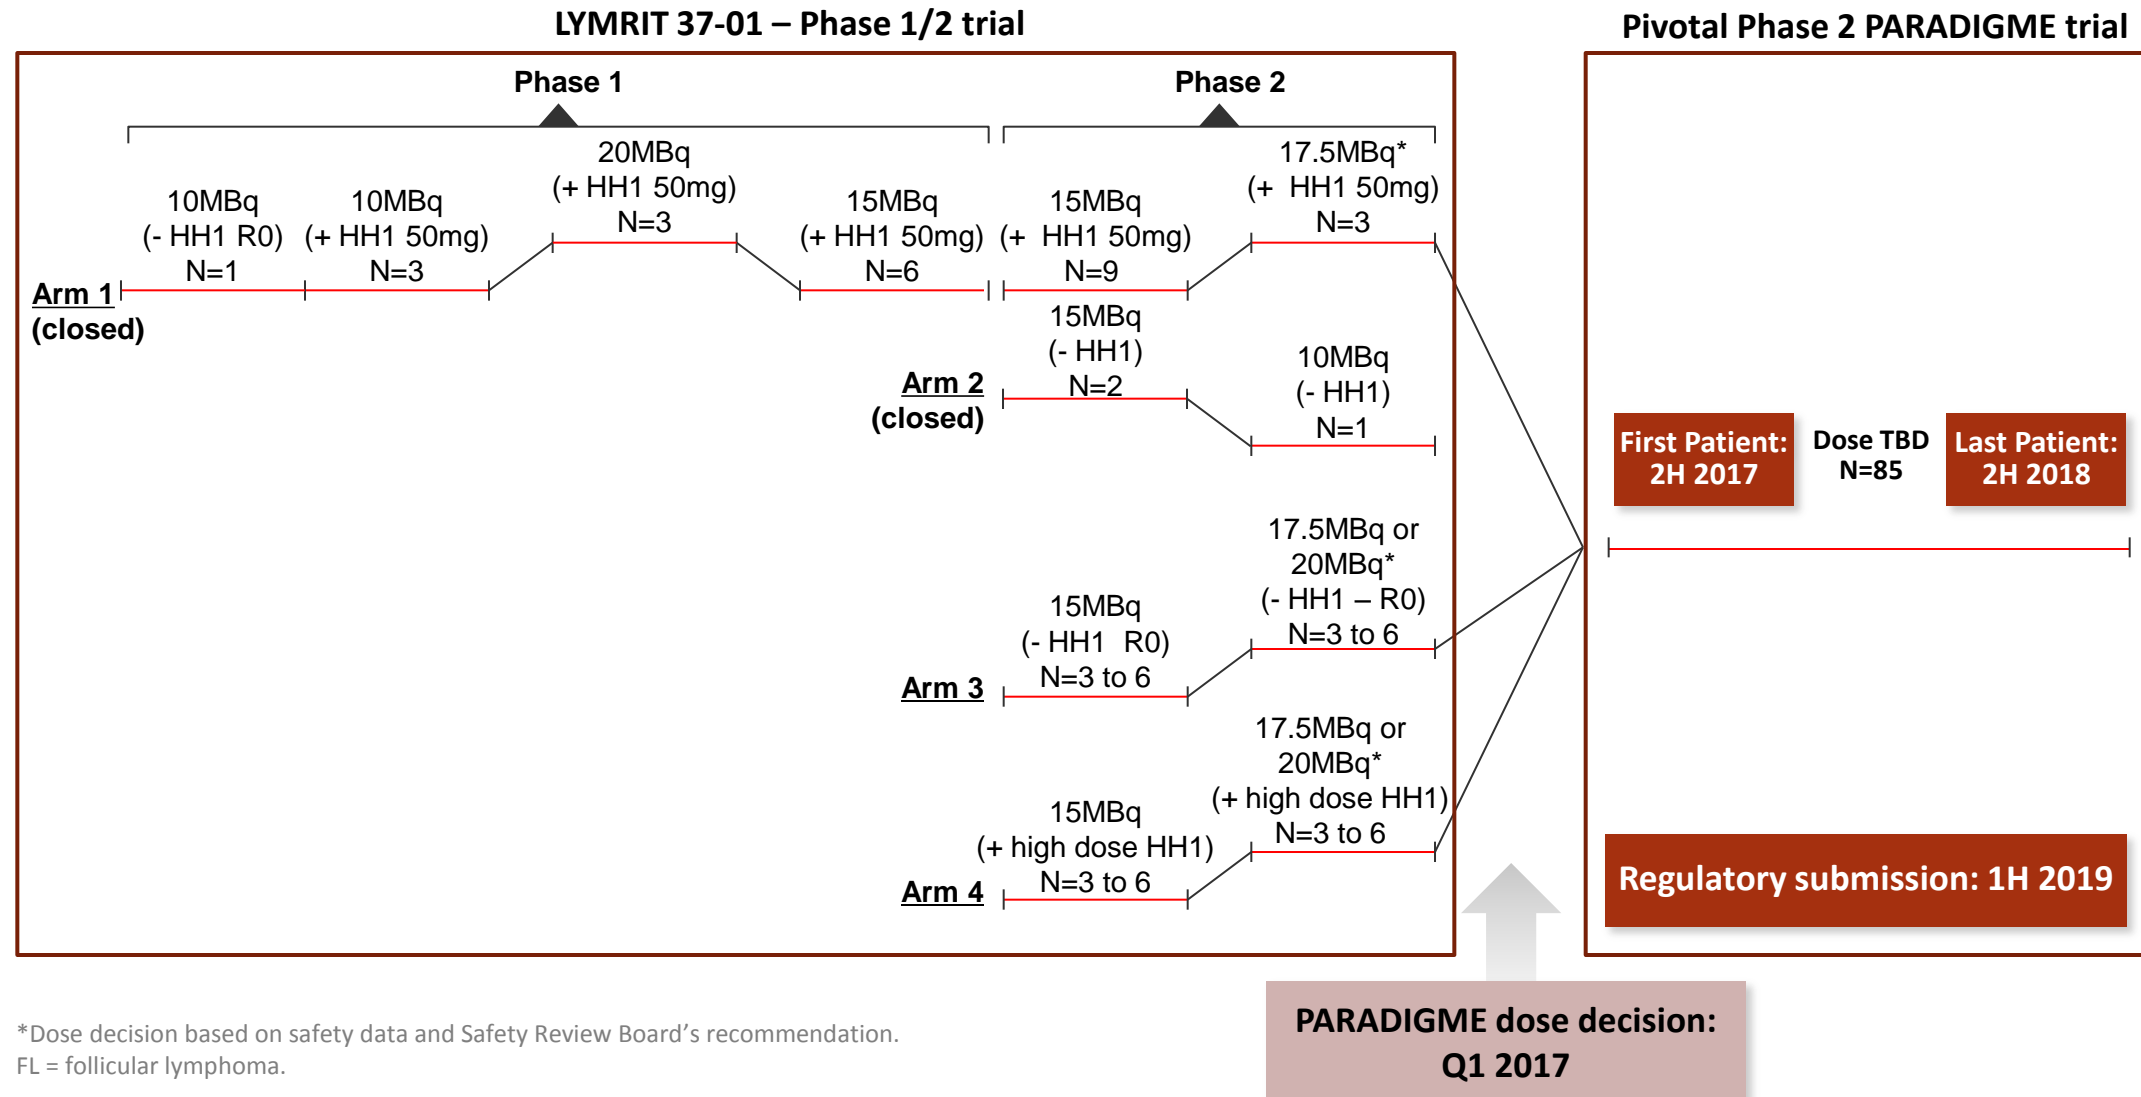 LYMRIT 37-01 – Phase 1/2 trial
Pivotal Phase 2 PARADIGME trial
Phase 1
Phase 2
10MBq
(- HH1 R0)
N=1
10MBq
(+ HH1 50mg)
N=3
20MBq
(+ HH1 50mg)
N=3
15MBq
(+ HH1 50mg)
N=6
15MBq
(+  HH1 50mg)
N=9
17.5MBq*
(+  HH1 50mg)
N=3
Arm 1
(closed)
15MBq
(- HH1)
N=2
10MBq
(- HH1)
N=1
Arm 2
(closed)
15MBq
(- HH1  R0)
N=3 to 6
17.5MBq or
20MBq*
(- HH1 – R0)
N=3 to 6
Arm 3
15MBq
(+ high dose HH1)
N=3 to 6
17.5MBq or
20MBq*
(+ high dose HH1)
N=3 to 6
Arm 4
First Patient:
2H 2017
Dose TBD
N=85
Last Patient:
2H 2018
Regulatory submission: 1H 2019
PARADIGME dose decision:
Q1 2017
*Dose decision based on safety data and Safety Review Board’s recommendation.
FL = follicular lymphoma.